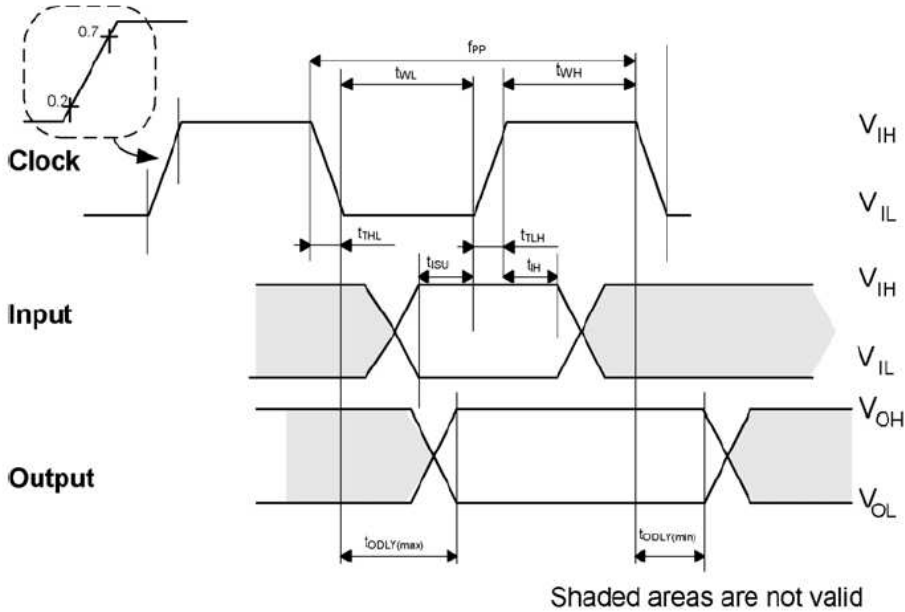 0.7
0.2
fPP
tWL
tWH
Clock
VIH
VIL
tTHL
tTLH
tISU
tIH
Input
VIH
VIL
Output
VOH
VOL
tODLY(max)
tODLY(min)
Shaded areas are not valid